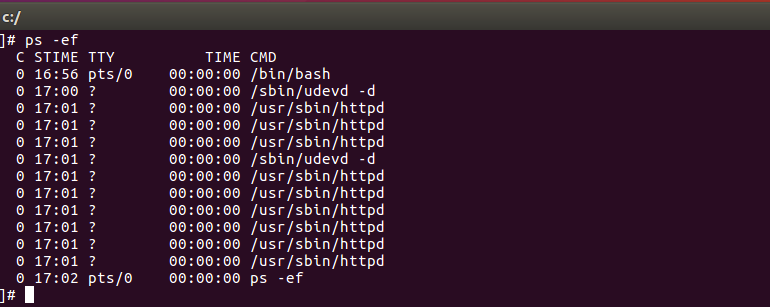 c:/
]# ps -ef
C STIME TTY          TIME CMD
0 16:56 pts/0    00:00:00 /bin/bash
0 17:00 ?        00:00:00 /sbin/udevd -d
0 17:01 ?        00:00:00 /usr/sbin/httpd
0 17:01 ?        00:00:00 /usr/sbin/httpd
0 17:01 ?        00:00:00 /usr/sbin/httpd
0 17:01 ?        00:00:00 /sbin/udevd -d
0 17:01 ?        00:00:00 /usr/sbin/httpd
0 17:01 ?        00:00:00 /usr/sbin/httpd
0 17:01 ?        00:00:00 /usr/sbin/httpd
0 17:01 ?        00:00:00 /usr/sbin/httpd
0 17:01 ?        00:00:00 /usr/sbin/httpd
0 17:01 ?        00:00:00 /usr/sbin/httpd
0 17:02 pts/0    00:00:00 ps -ef
]#